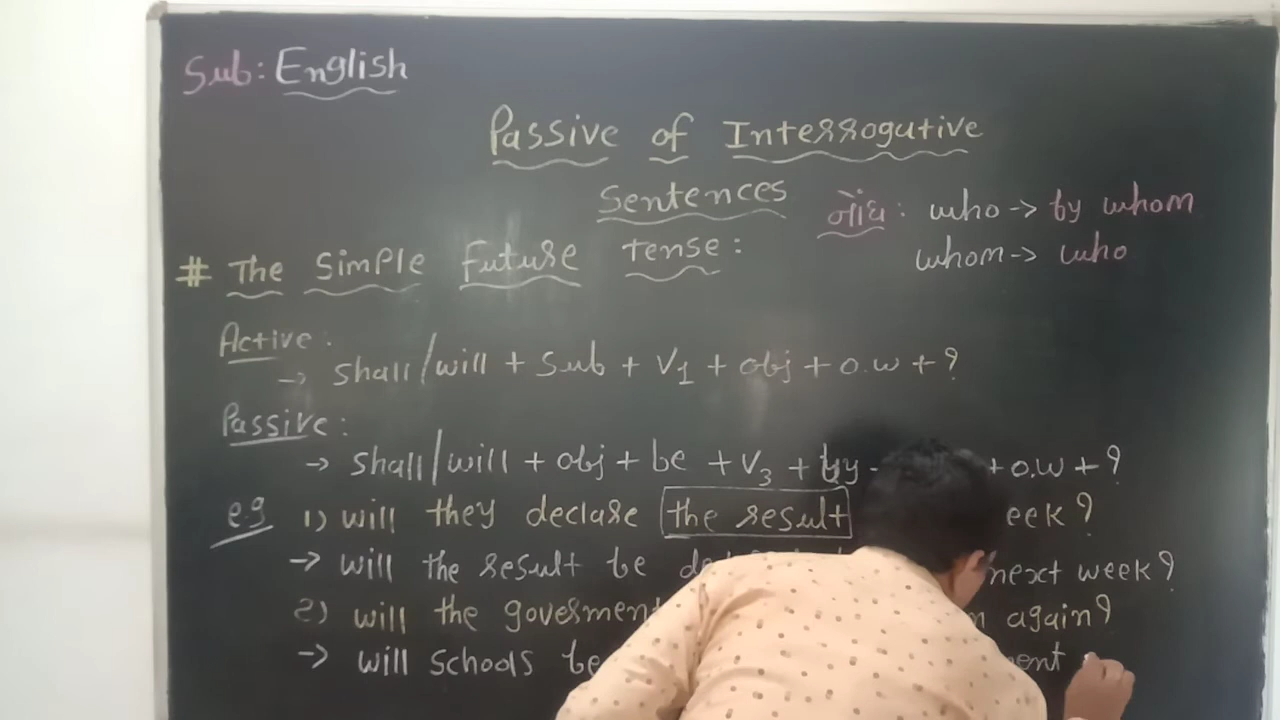 Sub: English
Passive of Interrogative
Sentences
નોંધ: who -> by whom
whom -> who
# The Simple Future Tense:
Active:
-> Shall/will + Sub + V1 + obj + o.w + ?
Passive:
-> Shall/will + obj + be + V3 + by - + o.w + ?
e.g 1) will they declare the result eek?
-> will the result be next week?
2) will the goverment again?
-> will schools be